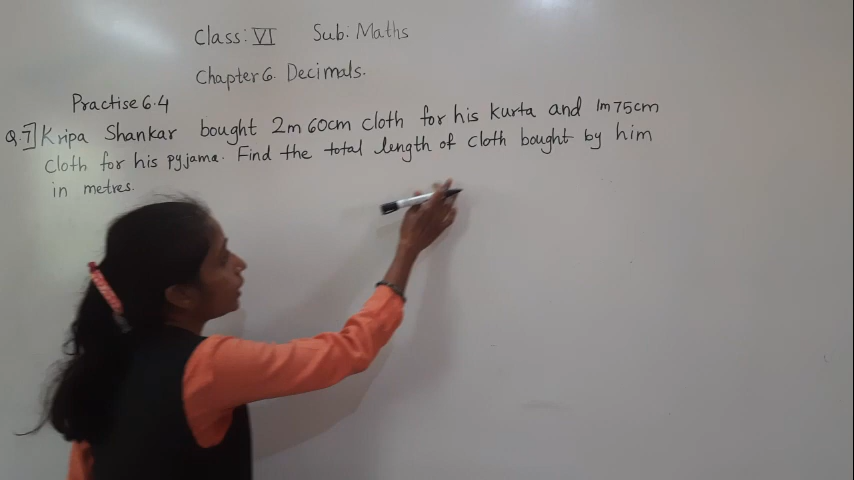 Class: VI Sub: Maths
Chapter 6. Decimals.
Practise 6.4
Q.7] Kripa Shankar bought 2m 60cm cloth for his kurta and 1m 75cm
cloth for his pyjama. Find the total length of cloth bought by him
in metres.